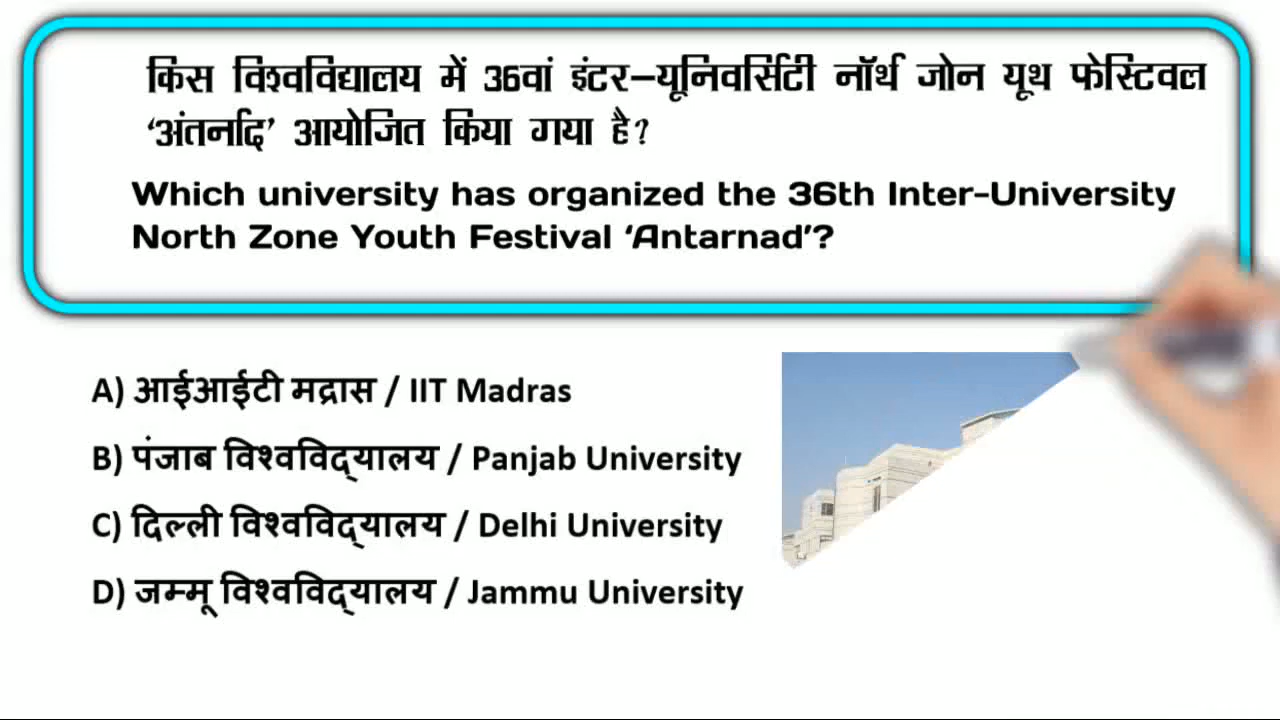 किस विश्वविद्यालय में 36वां इंटर–यूनिवर्सिटी नॉर्थ जोन यूथ फेस्टिवल
‘अंतर्नाद’ आयोजित किया गया है?
Which university has organized the 36th Inter-University
North Zone Youth Festival ‘Antarnad’?
A) आईआईटी मद्रास / IIT Madras
B) पंजाब विश्वविद्यालय / Panjab University
C) दिल्ली विश्वविद्यालय / Delhi University
D) जम्मू विश्वविद्यालय / Jammu University